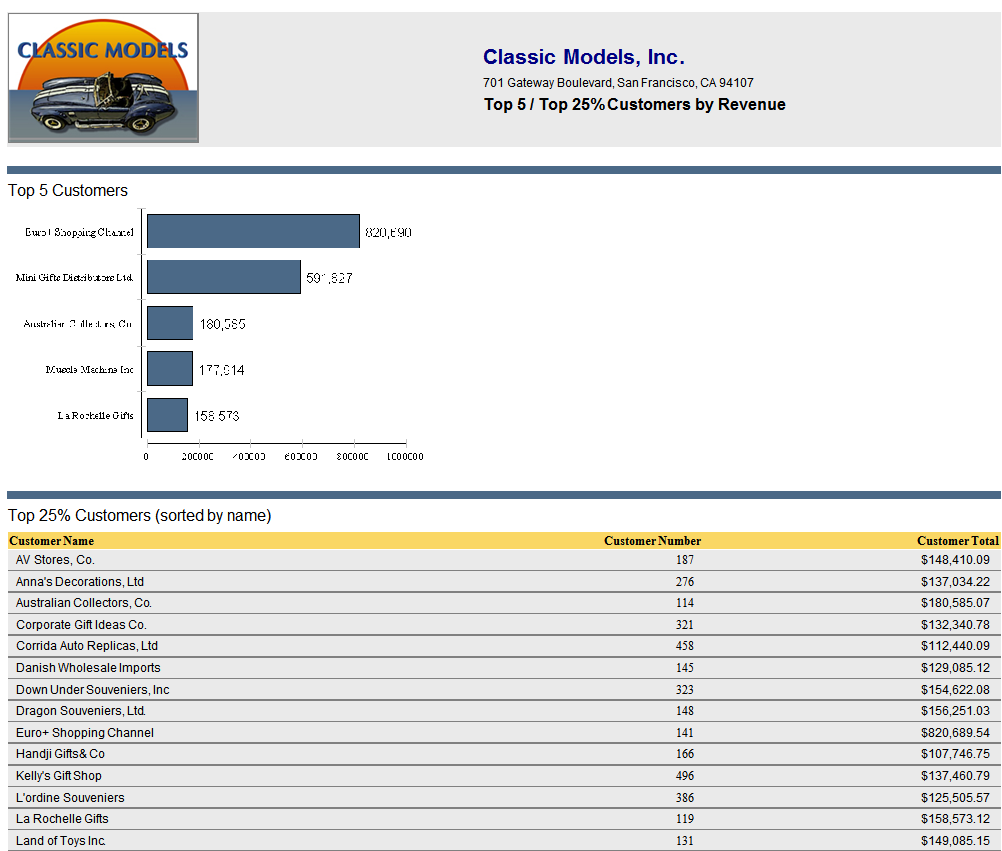 CLASSIC MODELS
Classic Models, Inc.
701 Gateway Boulevard, San Francisco, CA 94107
Top 5 / Top 25% Customers by Revenue
Top 5 Customers
Euro+ Shopping Channel 820,690
Mini Gifts Distributors Ltd. 591,827
Australian Collectors, Co. 180,585
Muscle Machine Inc 177,914
La Rochelle Gifts 158,573
0 200000 400000 600000 800000 1000000
Top 25% Customers (sorted by name)
Customer Name Customer Number Customer Total
AV Stores, Co. 187 $148,410.09
Anna's Decorations, Ltd 276 $137,034.22
Australian Collectors, Co. 114 $180,585.07
Corporate Gift Ideas Co. 321 $132,340.78
Corrida Auto Replicas, Ltd 458 $112,440.09
Danish Wholesale Imports 145 $129,085.12
Down Under Souveniers, Inc 323 $154,622.08
Dragon Souveniers, Ltd. 148 $156,251.03
Euro+ Shopping Channel 141 $820,689.54
Handji Gifts& Co 166 $107,746.75
Kelly's Gift Shop 496 $137,460.79
L'ordine Souveniers 386 $125,505.57
La Rochelle Gifts 119 $158,573.12
Land of Toys Inc. 131 $149,085.15